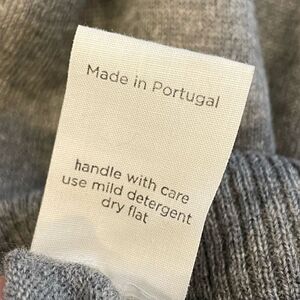 Made in Portugal
handle with care
use mild detergent
dry flat